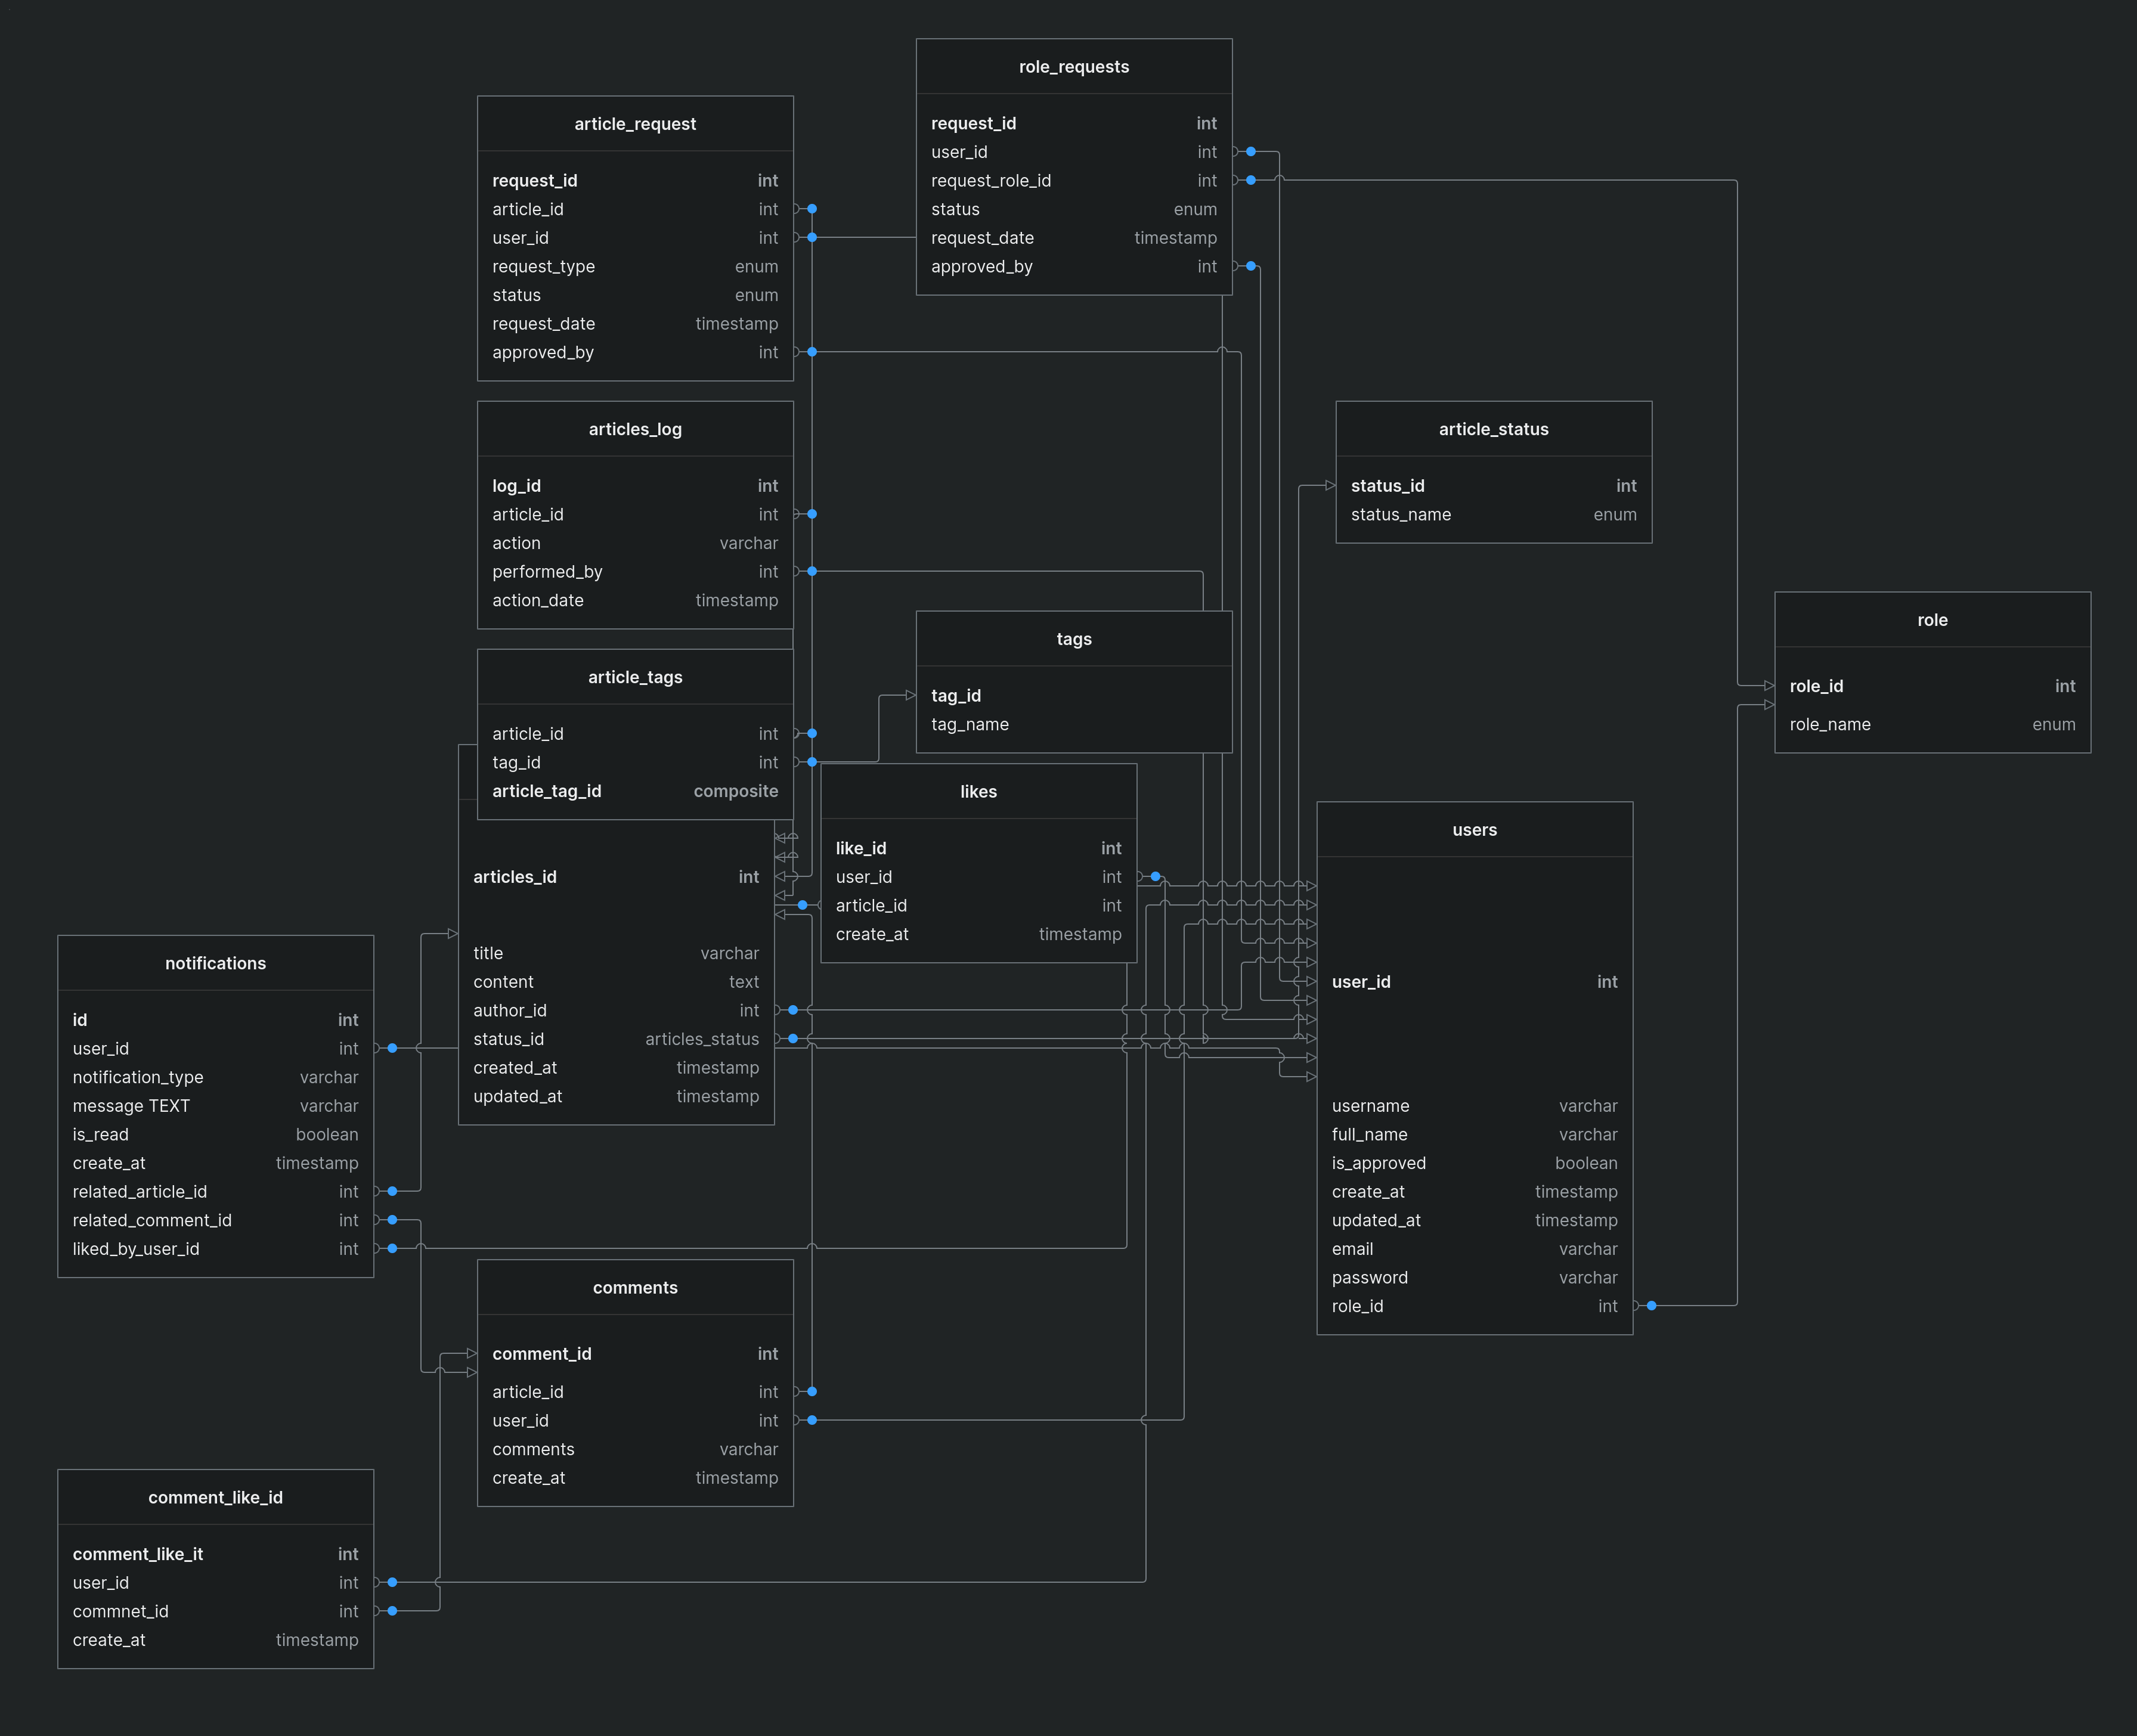 role_requests
request_id int
user_id int
request_role_id int
status enum
request_date timestamp
approved_by int
article_request
request_id int
article_id int
user_id int
request_type enum
status enum
request_date timestamp
approved_by int
articles_log
log_id int
article_id int
action varchar
performed_by int
action_date timestamp
article_status
status_id int
status_name enum
role
role_id int
role_name enum
tags
tag_id
tag_name
article_tags
article_id int
tag_id int
article_tag_id composite
likes
like_id int
user_id int
article_id int
create_at timestamp
users
user_id int
username varchar
full_name varchar
is_approved boolean
create_at timestamp
updated_at timestamp
email varchar
password varchar
role_id int
articles_id int
title varchar
content text
author_id int
status_id articles_status
created_at timestamp
updated_at timestamp
notifications
id int
user_id int
notification_type varchar
message TEXT varchar
is_read boolean
create_at timestamp
related_article_id int
related_comment_id int
liked_by_user_id int
comments
comment_id int
article_id int
user_id int
comments varchar
create_at timestamp
comment_like_id
comment_like_it int
user_id int
commnet_id int
create_at timestamp